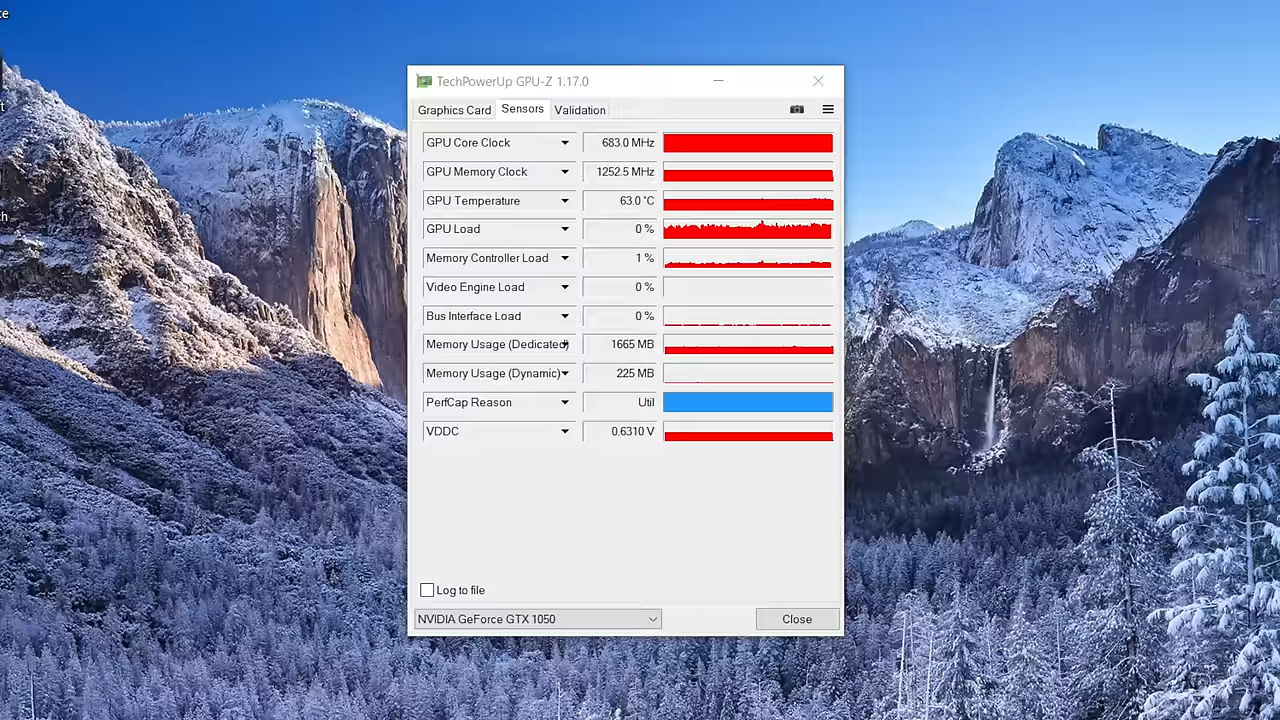 te
TechPowerUp GPU-Z 1.17.0
t
Graphics Card Sensors Validation
GPU Core Clock 683.0 MHz
GPU Memory Clock 1252.5 MHz
GPU Temperature 63.0 °C
ch
GPU Load 0 %
Memory Controller Load 1 %
Video Engine Load 0 %
Bus Interface Load 0 %
Memory Usage (Dedicated) 1665 MB
Memory Usage (Dynamic) 225 MB
PerfCap Reason Util
VDDC 0.6310 V
Log to file
NVIDIA GeForce GTX 1050 Close